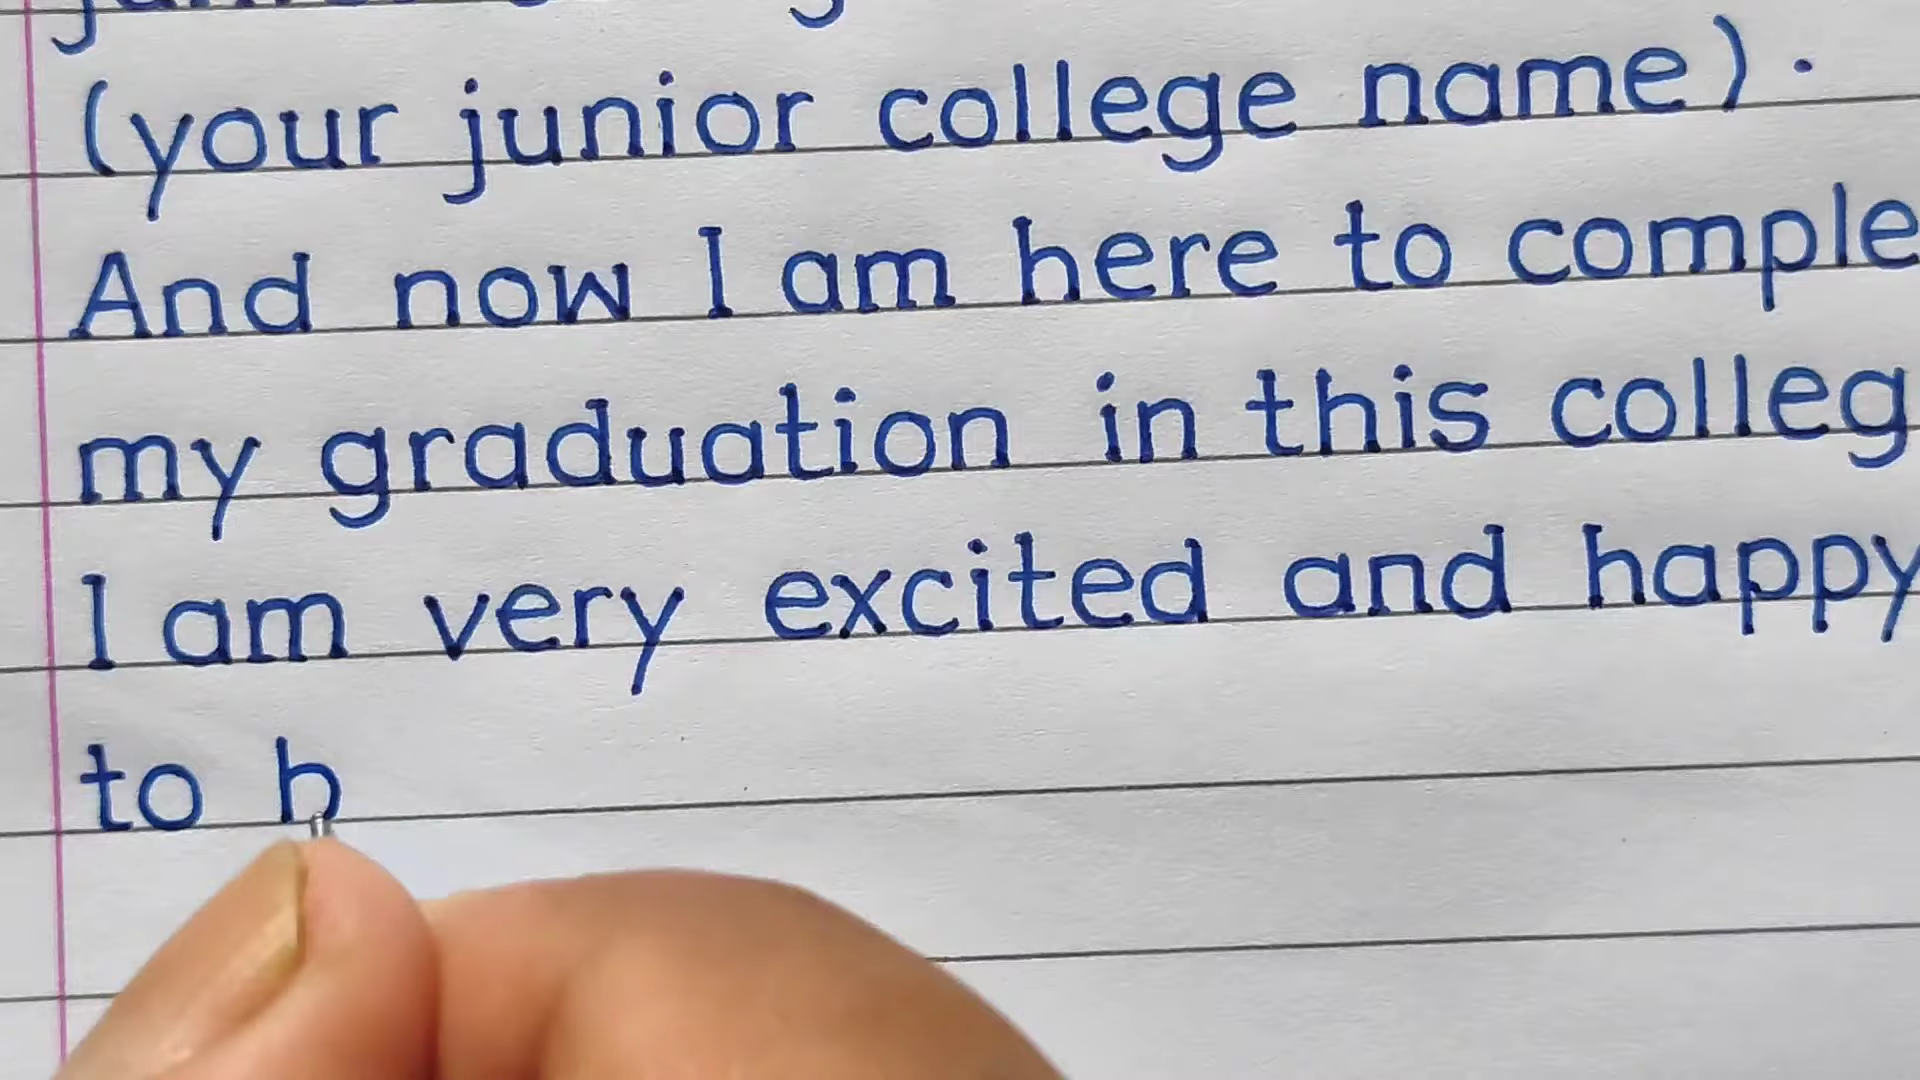 (your junior college name).
And now I am here to comple
my graduation in this colleg
I am very excited and happy
to b